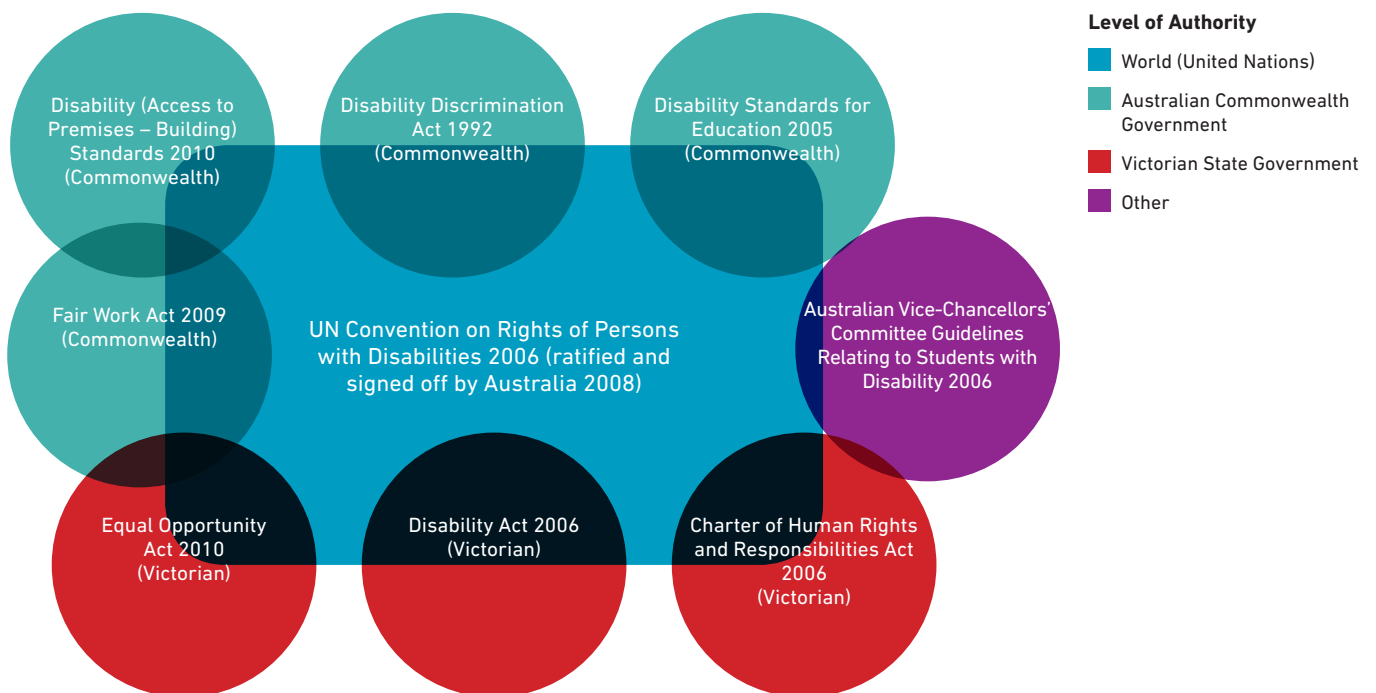 Disability (Access to
Premises – Building)
Standards 2010
(Commonwealth)
Disability Discrimination
Act 1992
(Commonwealth)
Disability Standards for
Education 2005
(Commonwealth)
Fair Work Act 2009
(Commonwealth)
UN Convention on Rights of Persons
with Disabilities 2006 (ratified and
signed off by Australia 2008)
Australian Vice-Chancellors’
Committee Guidelines
Relating to Students with
Disability 2006
Equal Opportunity
Act 2010
(Victorian)
Disability Act 2006
(Victorian)
Charter of Human Rights
and Responsibilities Act
2006
(Victorian)
Level of Authority
World (United Nations)
Australian Commonwealth
Government
Victorian State Government
Other